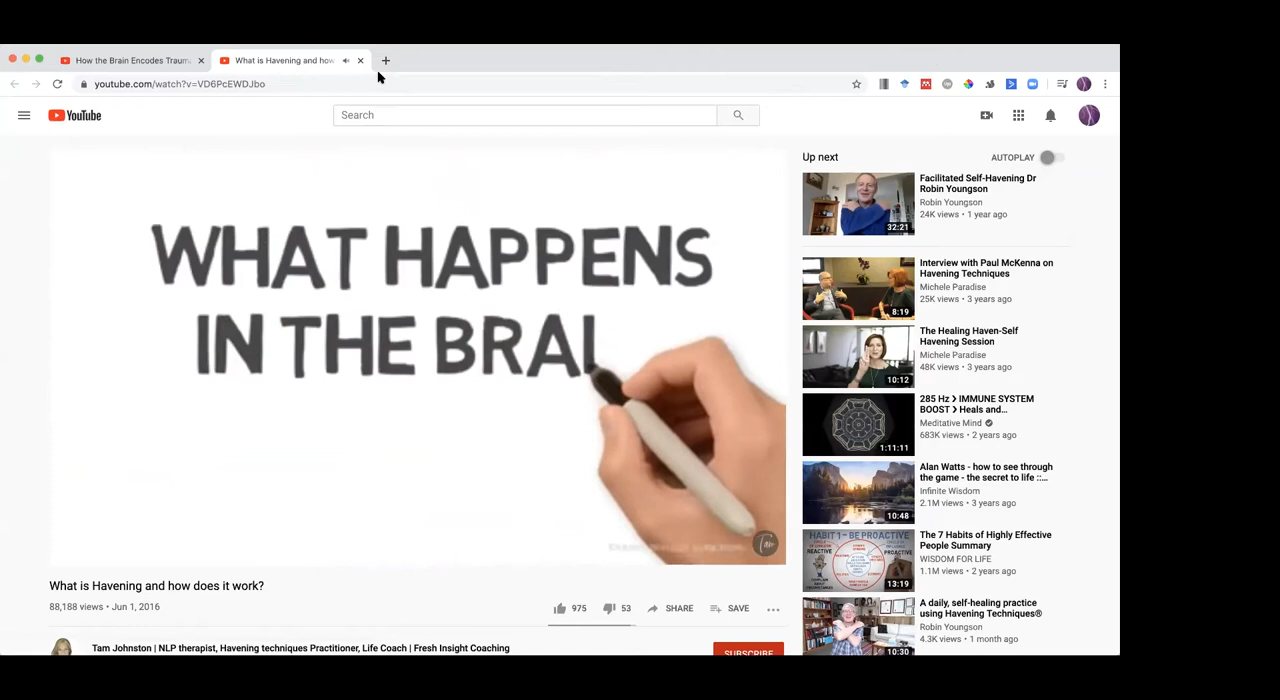 How the Brain Encodes Traum
What is Havening and how
youtube.com/watch?v=VD6PcEWDJbo
YouTube
Search
WHAT HAPPENS
IN THE BRAI
What is Havening and how does it work?
88,188 views • Jun 1, 2016
975
53
SHARE
SAVE
Tam Johnston | NLP therapist, Havening techniques Practitioner, Life Coach | Fresh Insight Coaching
SUBSCRIBE
Up next
AUTOPLAY
Facilitated Self-Havening Dr
Robin Youngson
Robin Youngson
24K views • 1 year ago
32:21
Interview with Paul McKenna on
Havening Techniques
Michele Paradise
25K views • 3 years ago
8:19
The Healing Haven-Self
Havening Session
Michele Paradise
48K views • 3 years ago
10:12
285 Hz ❯ IMMUNE SYSTEM
BOOST ❯ Heals and…
Meditative Mind
683K views • 2 years ago
1:11:11
Alan Watts - how to see through
the game - the secret to life ::…
Infinite Wisdom
2.1M views • 3 years ago
10:48
The 7 Habits of Highly Effective
People Summary
WISDOM FOR LIFE
1.1M views • 2 years ago
HABIT 1 - BE PROACTIVE
REACTIVE
PROACTIVE
13:19
A daily, self-healing practice
using Havening Techniques®
Robin Youngson
4.3K views • 1 month ago
10:30